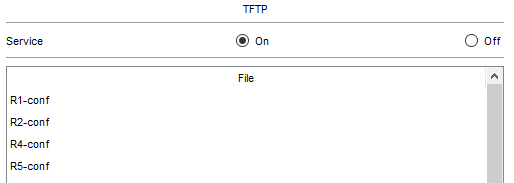 TFTP
Service On Off
File
R1-conf
R2-conf
R4-conf
R5-conf